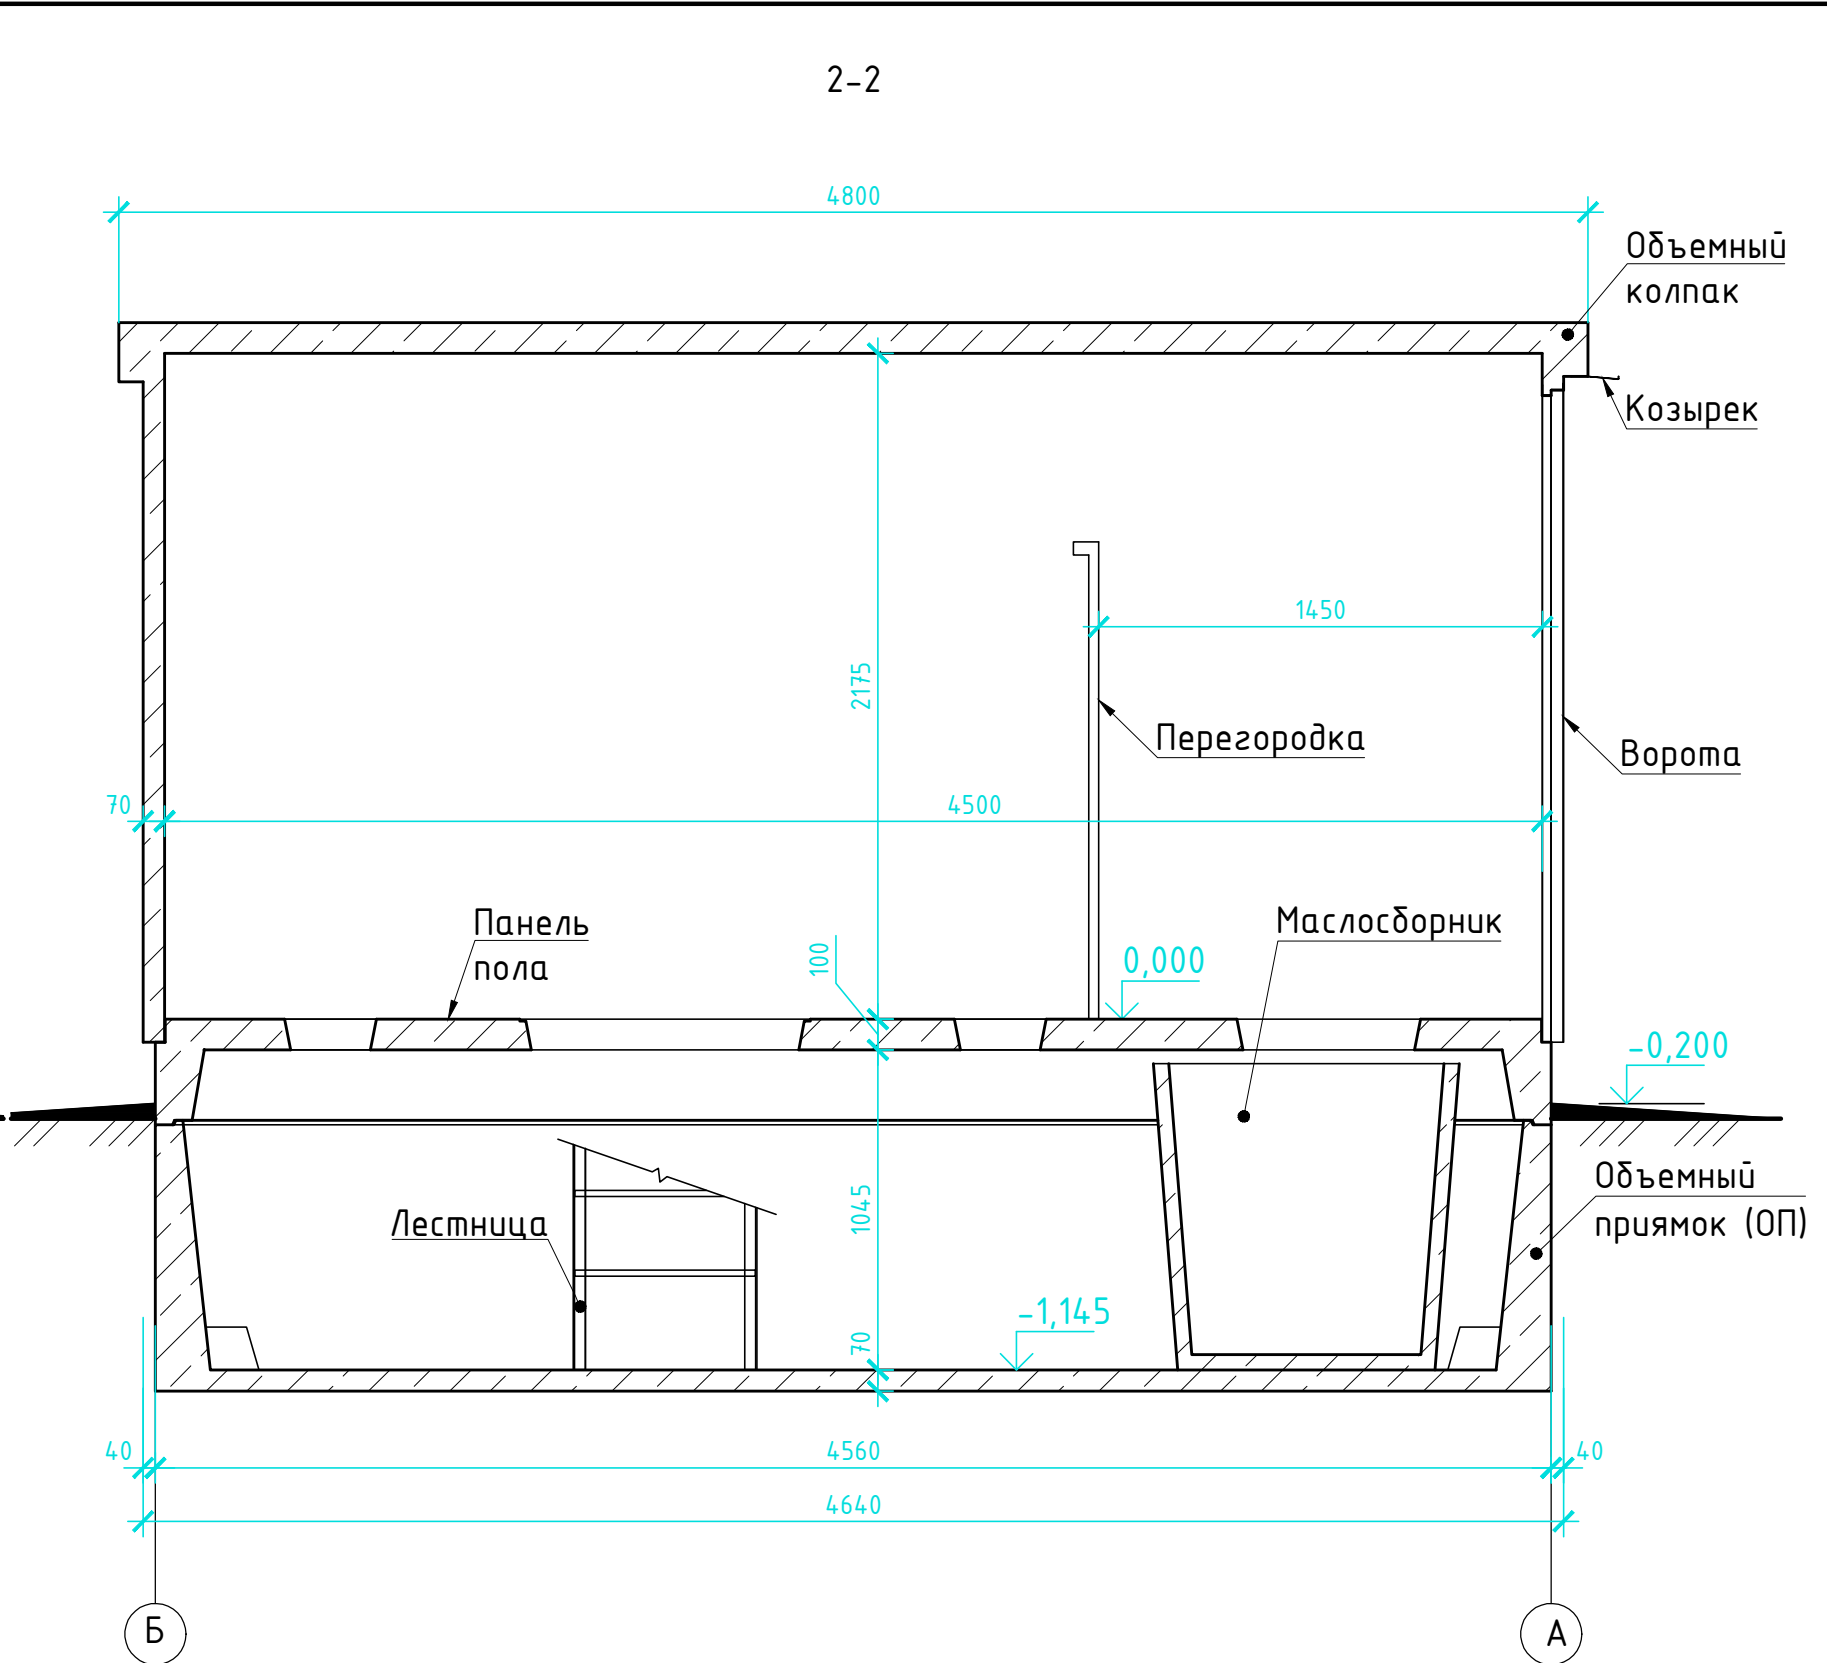 2-2
4800
Объемный
колпак
Козырек
1450
2175
Перегородка
Ворота
70
4500
Панель
пола
100
Маслосборник
0,000
-0,200
Объемный
приямок (ОП)
1045
Лестница
-1,145
70
40
4560
40
4640
Б
А